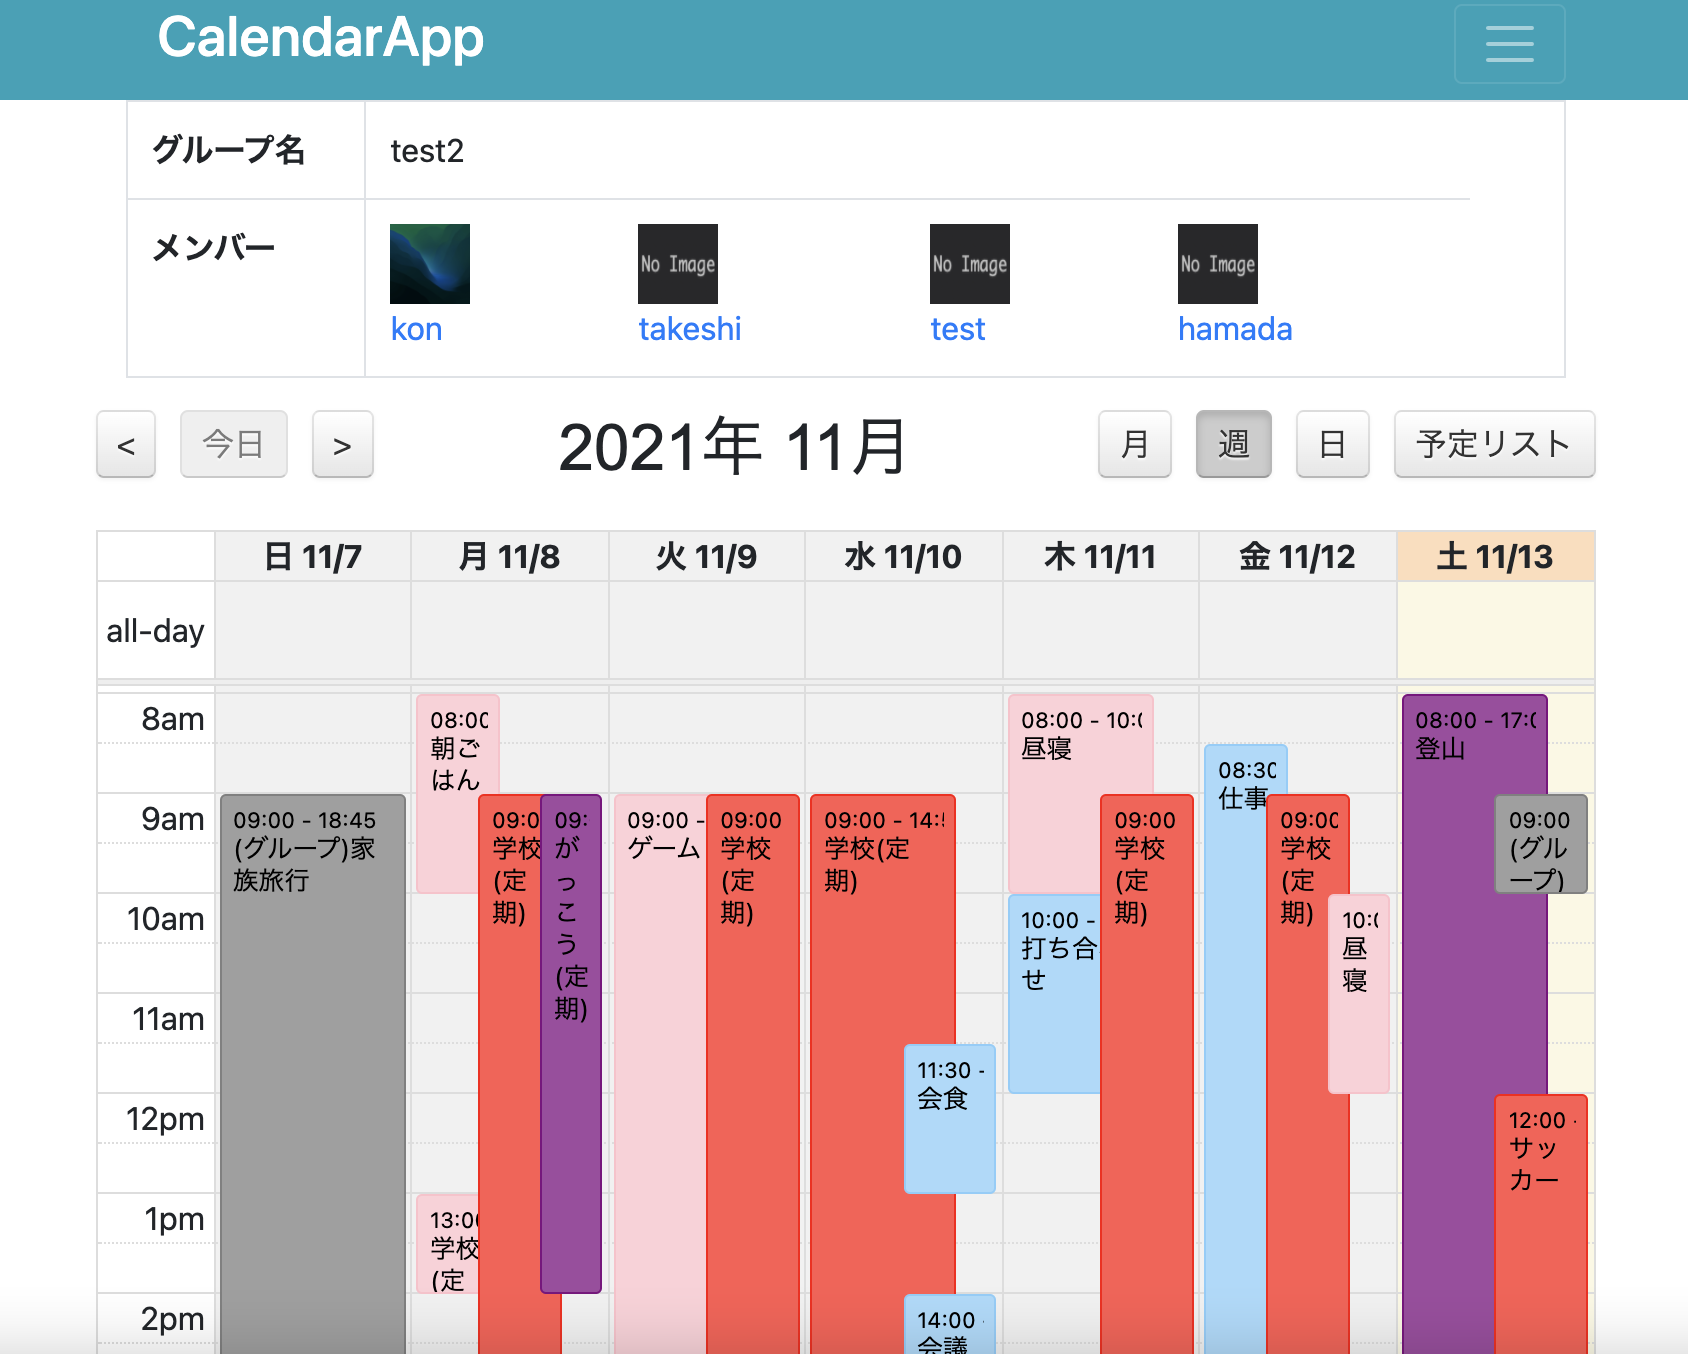 CalendarApp
グループ名
test2
メンバー
No Image
No Image
No Image
kon
takeshi
test
hamada
<
今日
>
2021年 11月
月
週
日
予定リスト
日 11/7
月 11/8
火 11/9
水 11/10
木 11/11
金 11/12
土 11/13
all-day
8am
9am
10am
11am
12pm
1pm
2pm
09:00 - 18:45
(グループ)家
族旅行
08:00
朝ご
はん
09:0
学校
(定
期)
09:
が
っ
こ
う
(定
期)
13:00
学校
(定
09:00 -
ゲーム
09:00
学校
(定
期)
09:00 - 14:
学校(定
期)
11:30 -
会食
14:00
会議
08:00 - 10:0
昼寝
10:00 -
打ち合
せ
09:00
学校
(定
期)
08:30
仕事
09:00
学校
(定
期)
10:0
昼
寝
08:00 - 17:0
登山
09:00
(グル
ープ)
12:00
サッ
カー